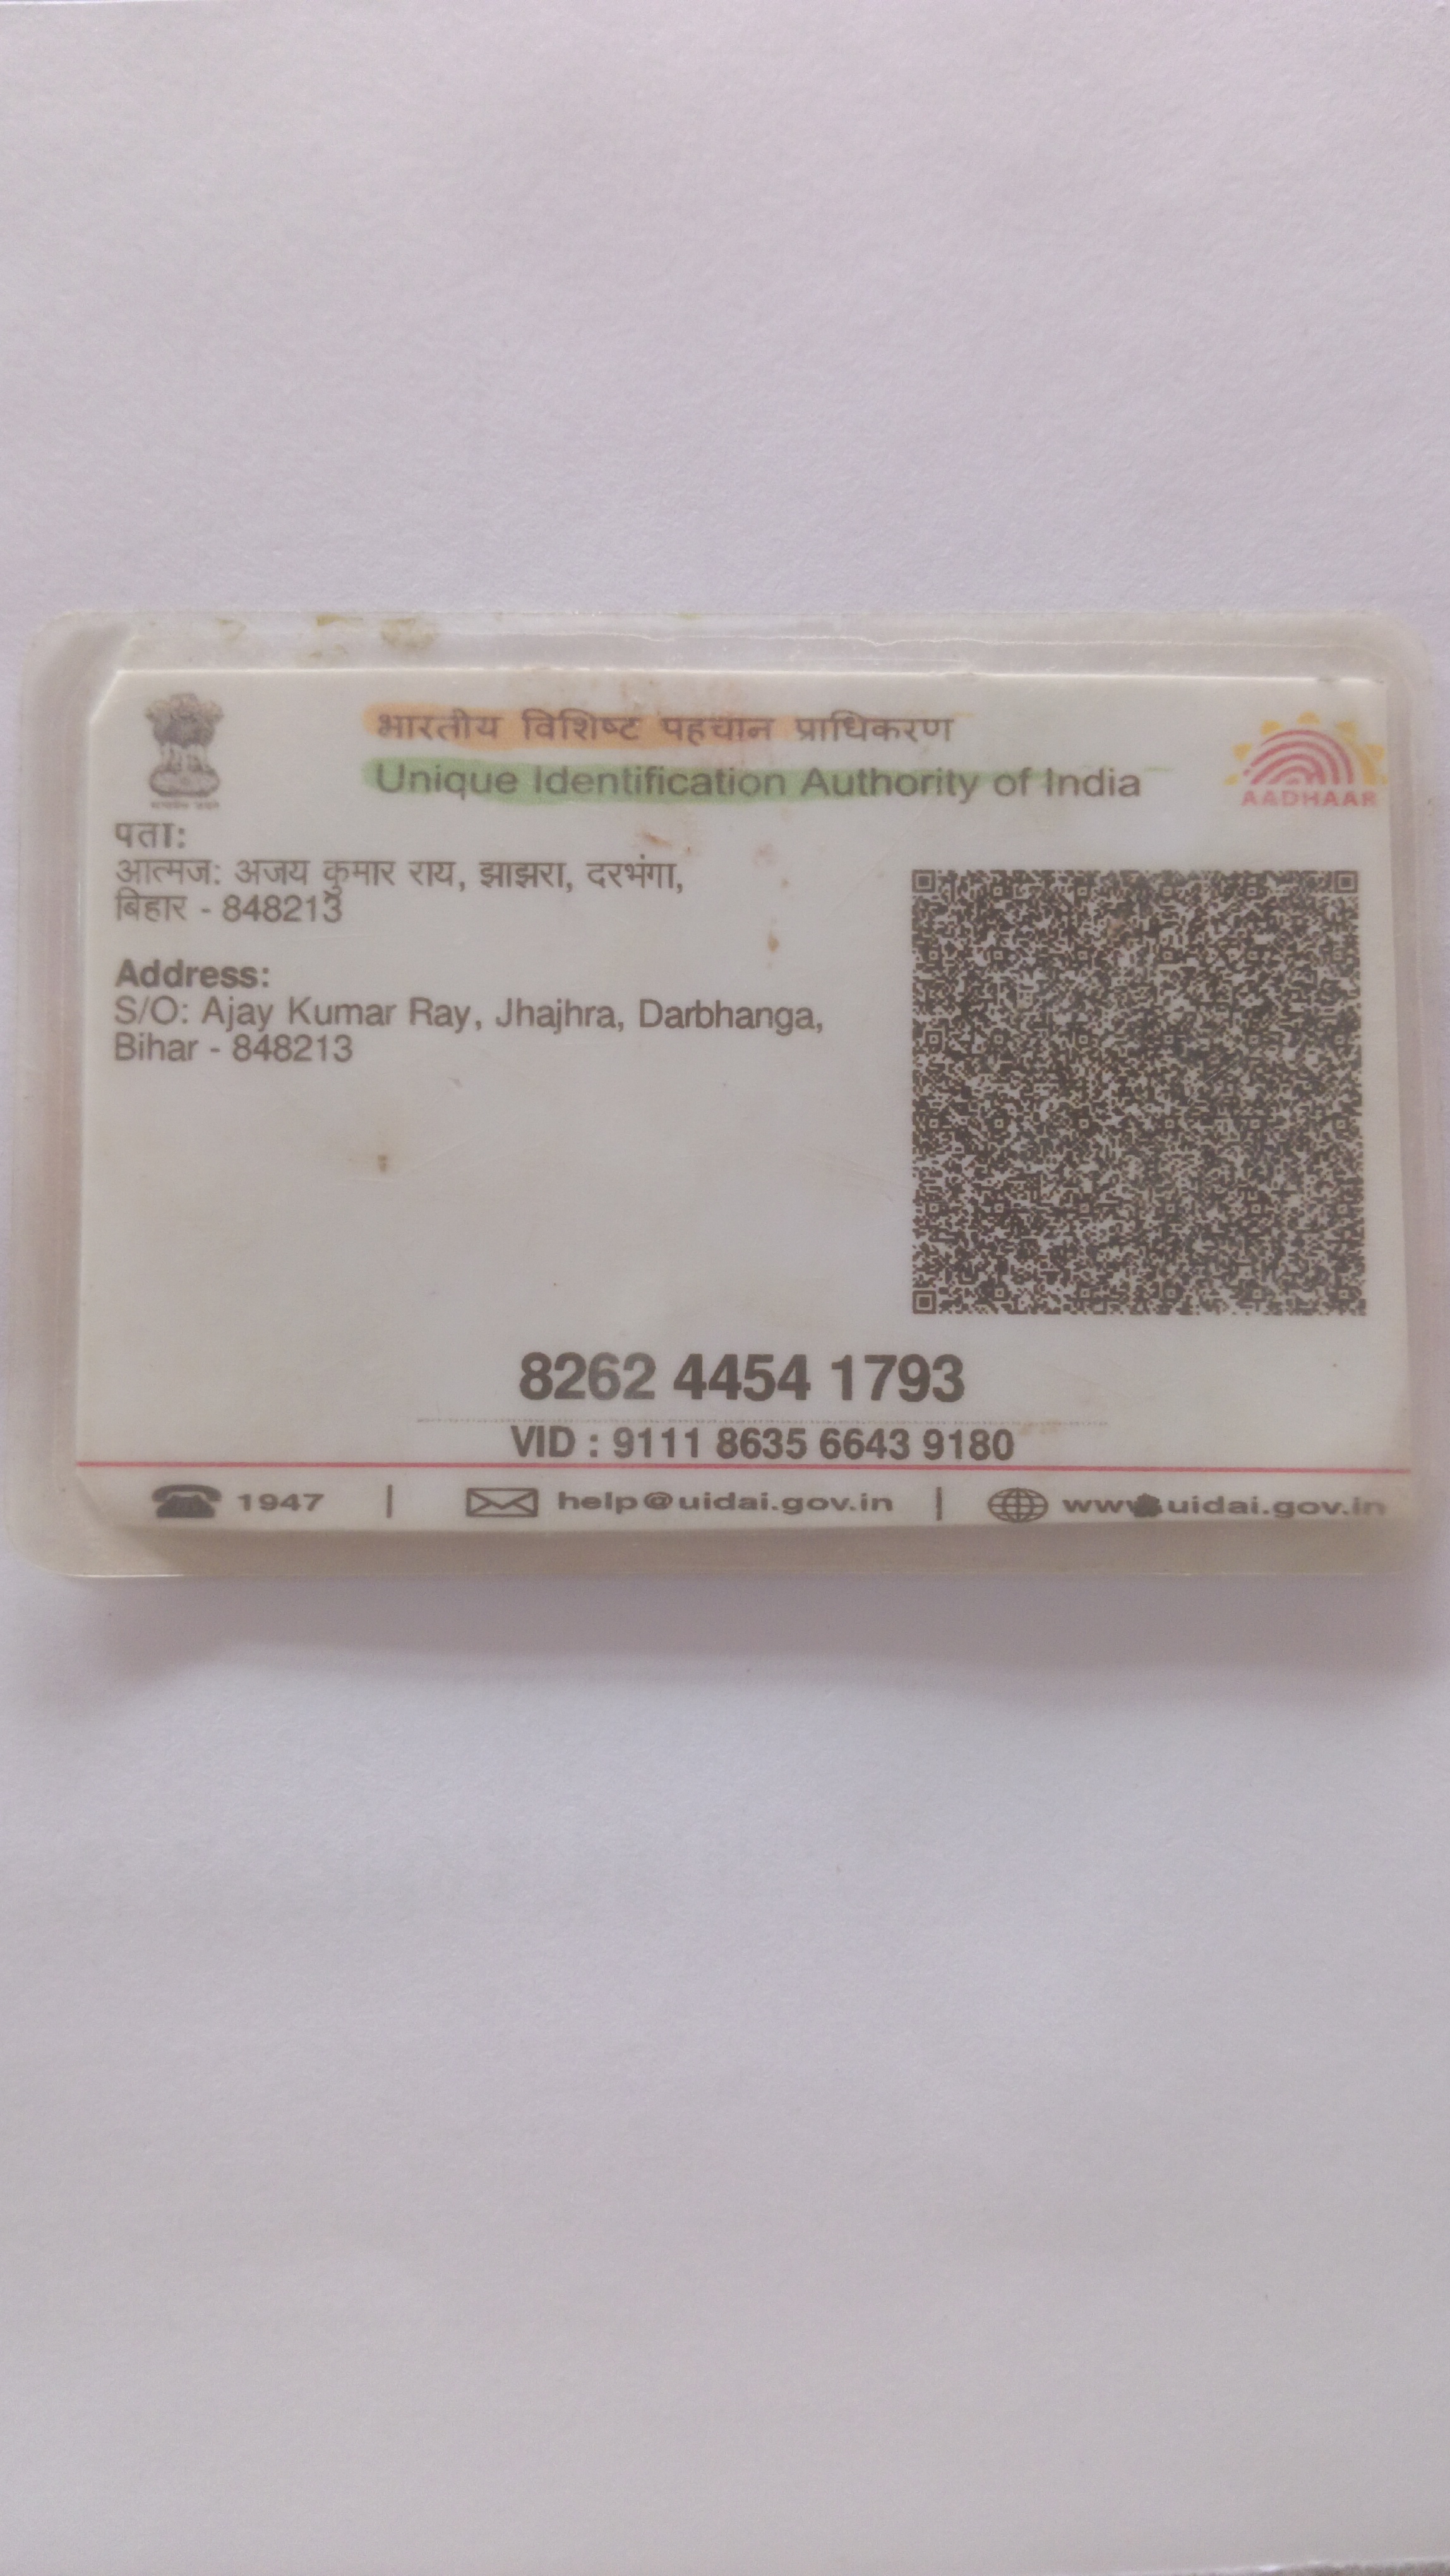 भारतीय विशिष्ट पहचान प्राधिकरण
Unique Identification Authority of India
AADHAAR
पता:
आत्मज: अजय कुमार राय, झाझरा, दरभंगा,
बिहार - 848213
Address:
S/O: Ajay Kumar Ray, Jhajhra, Darbhanga,
Bihar - 848213
8262 4454 1793
VID : 9111 8635 6643 9180
1947 | help@uidai.gov.in | www.uidai.gov.in